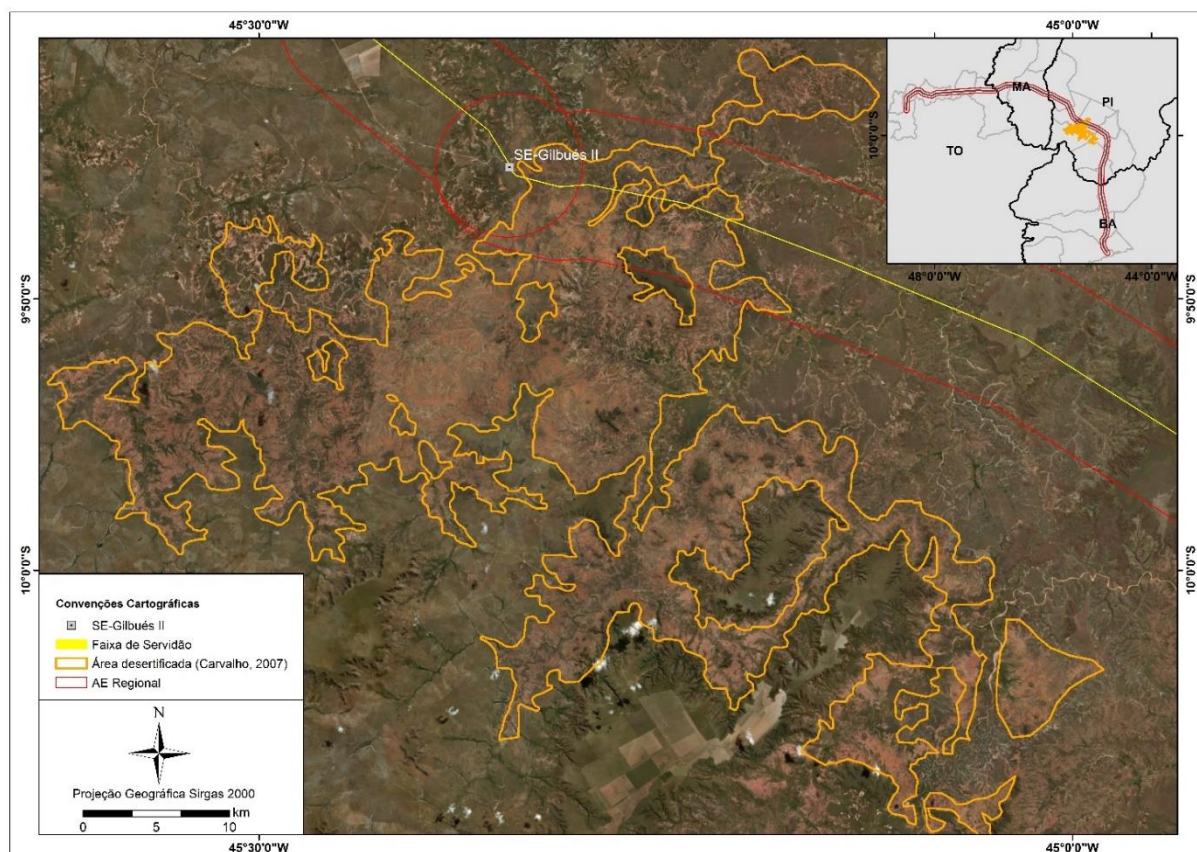 45°30'0"W
45°0'0"W
MA
PI
TO
BA
10°0'0"S
48°0'0"W
44°0'0"W
SE-Gilbués II
9°50'0"S
9°50'0"S
10°0'0"S
10°0'0"S
Convenções Cartográficas
SE-Gilbués II
Faixa de Servidão
Área desertificada (Carvalho, 2007)
AE Regional
N
Projeção Geográfica Sirgas 2000
km
0 5 10
45°30'0"W
45°0'0"W